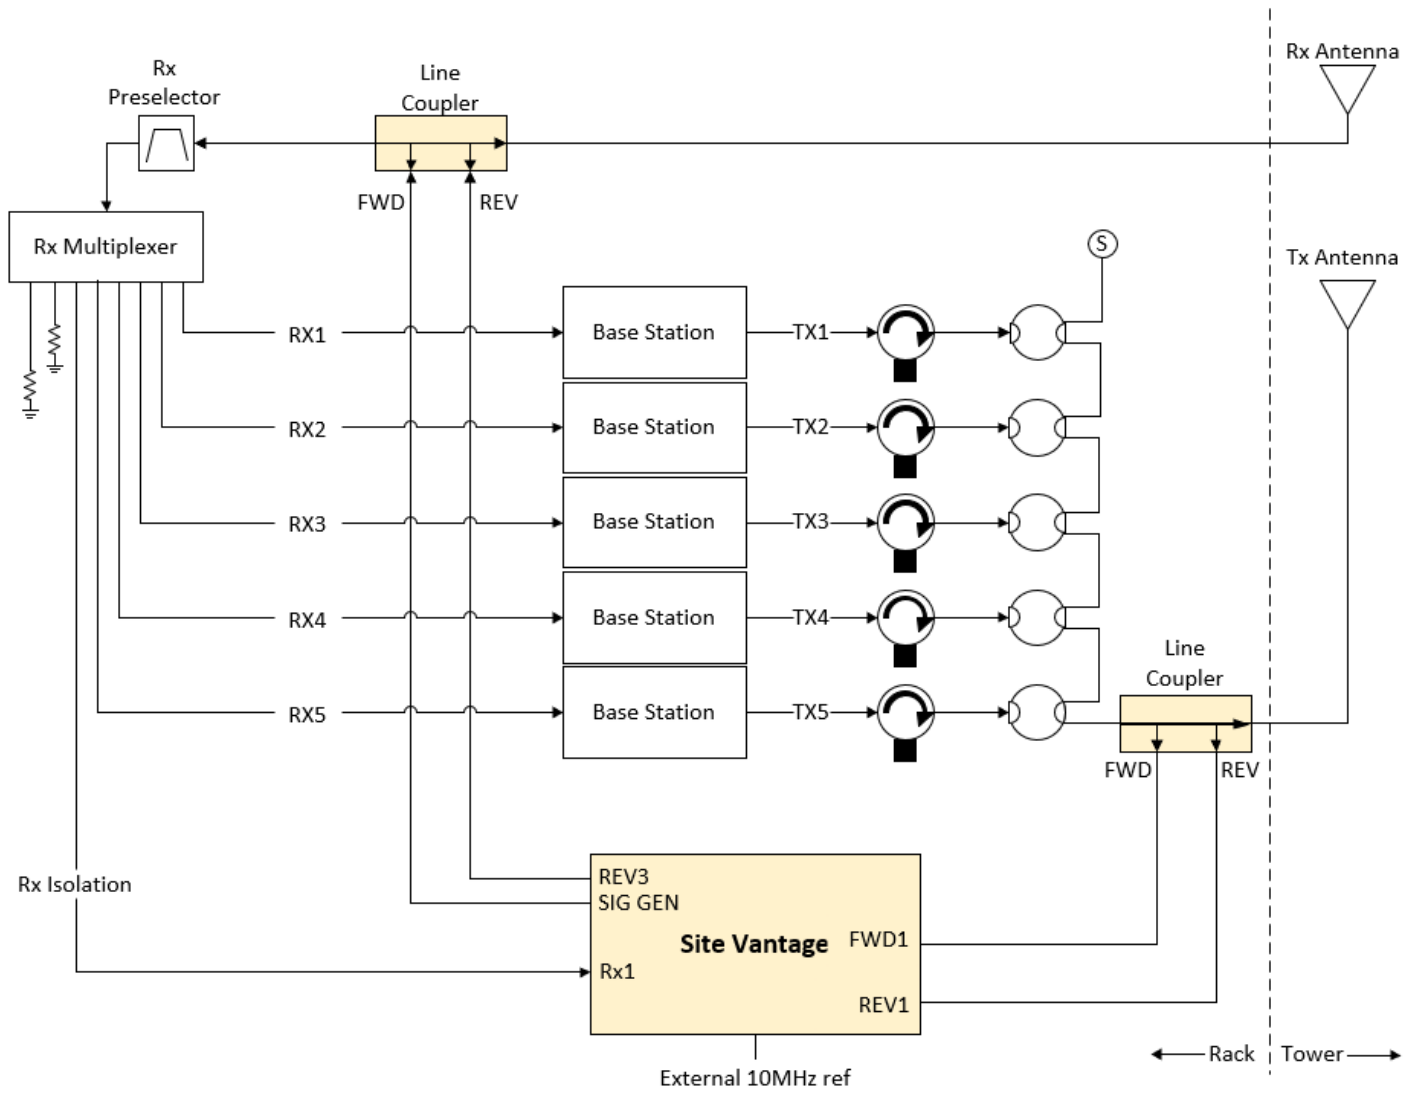 Rx Antenna
Rx
Preselector
Line
Coupler
FWD
REV
Rx Multiplexer
S
Tx Antenna
RX1
Base Station
TX1
RX2
Base Station
TX2
RX3
Base Station
TX3
RX4
Base Station
TX4
RX5
Base Station
TX5
Line
Coupler
FWD
REV
Rx Isolation
REV3
SIG GEN
Site Vantage
FWD1
Rx1
REV1
External 10MHz ref
Rack
Tower